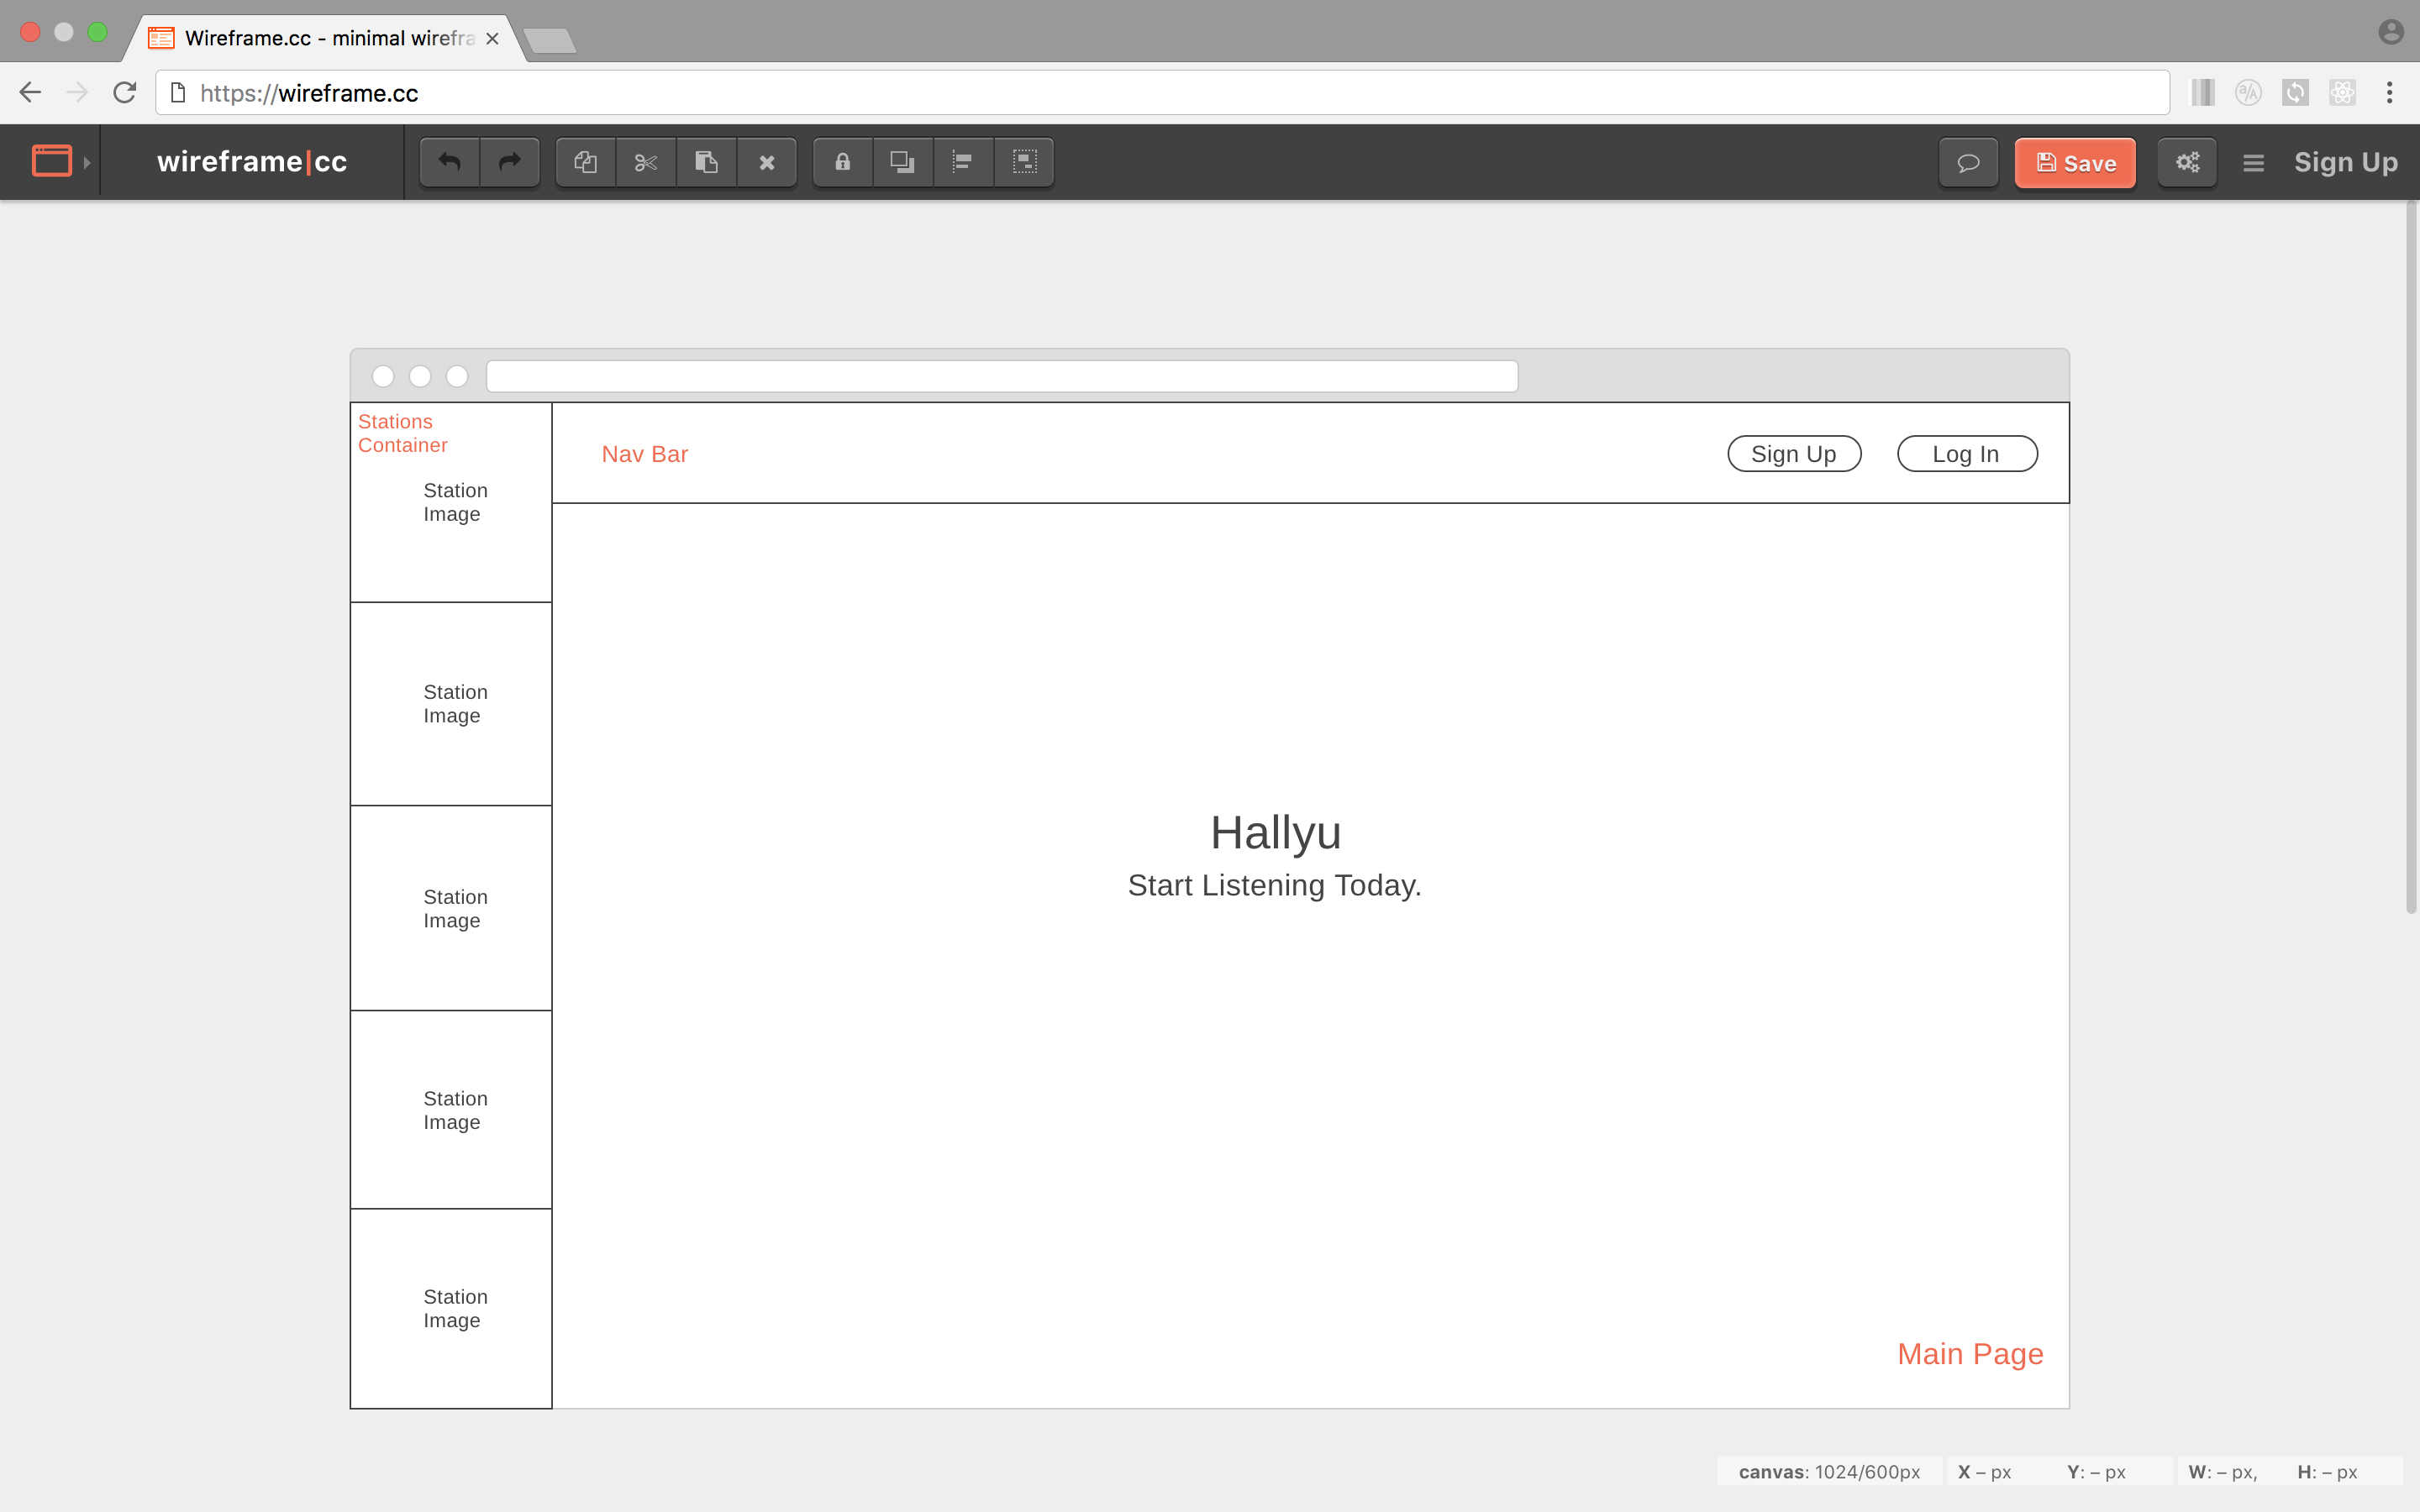 Wireframe.cc - minimal wirefra
https://wireframe.cc
wireframe|cc
Save
Sign Up
Stations
Container
Nav Bar
Sign Up
Log In
Station
Image
Station
Image
Hallyu
Start Listening Today.
Station
Image
Station
Image
Station
Image
Main Page
canvas: 1024/600px X – px Y: – px W: – px, H: – px